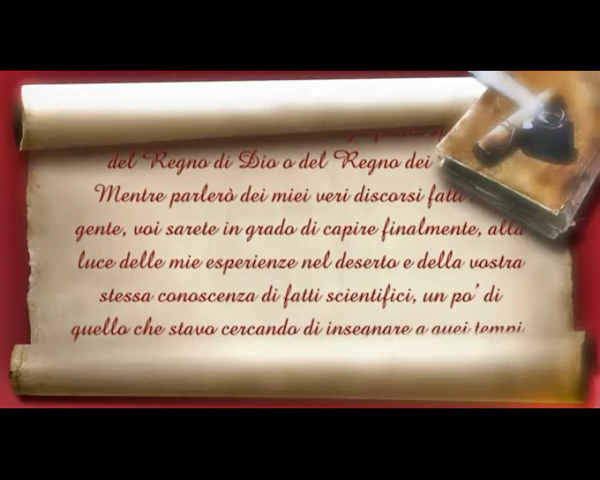 del Regno di Dio o del Regno dei
Mentre parlerò dei miei veri discorsi fatti
gente, voi sarete in grado di capire finalmente, alla
luce delle mie esperienze nel deserto e della vostra
stessa conoscenza di fatti scientifici, un po' di
quello che stavo cercando di insegnare a quei tempi